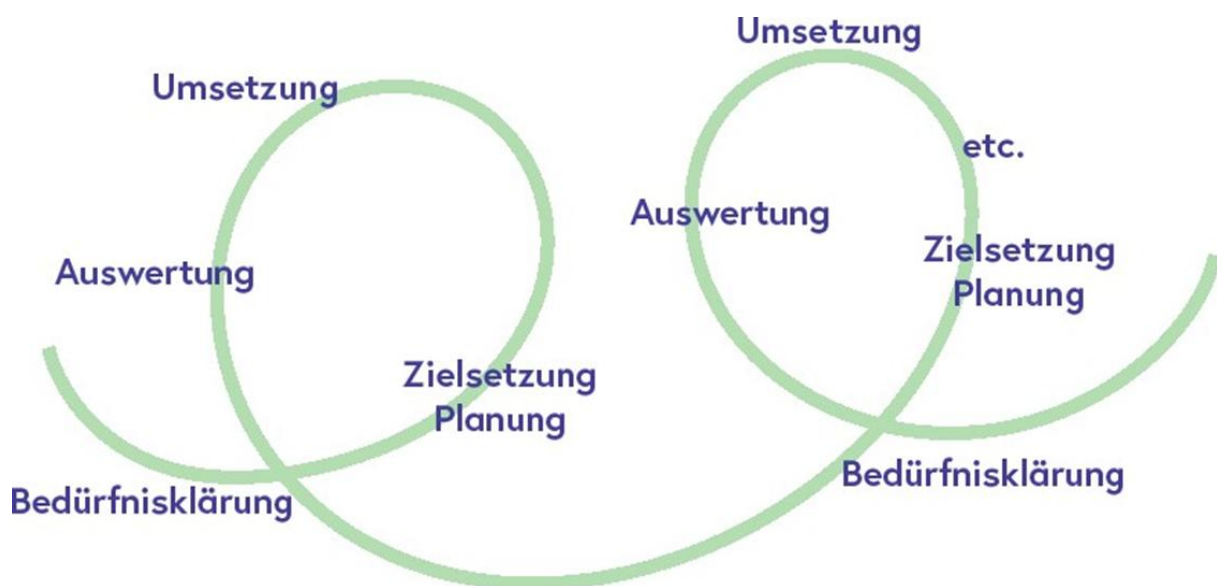 Umsetzung
Umsetzung
etc.
Auswertung
Zielsetzung
Planung
Auswertung
Zielsetzung
Planung
Bedürfnisklärung
Bedürfnisklärung